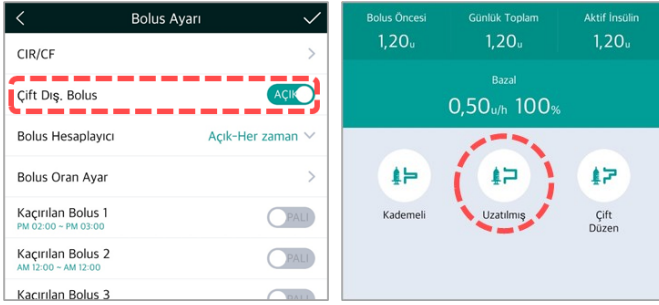 Bolus Ayarı
CIR/CF
Çift Dış. Bolus AÇIK
Bolus Hesaplayıcı Açık-Her zaman
Bolus Oran Ayar
Kaçırılan Bolus 1
PM 02:00 ~ PM 03:00
PALI
Kaçırılan Bolus 2
AM 12:00 ~ AM 12:00
PALI
Kaçırılan Bolus 3
PALI
Bolus Öncesi Günlük Toplam Aktif İnsülin
1,20u 1,20u 1,20u
Bazal
0,50u/h 100%
Kademeli Uzatılmış Çift
Düzen